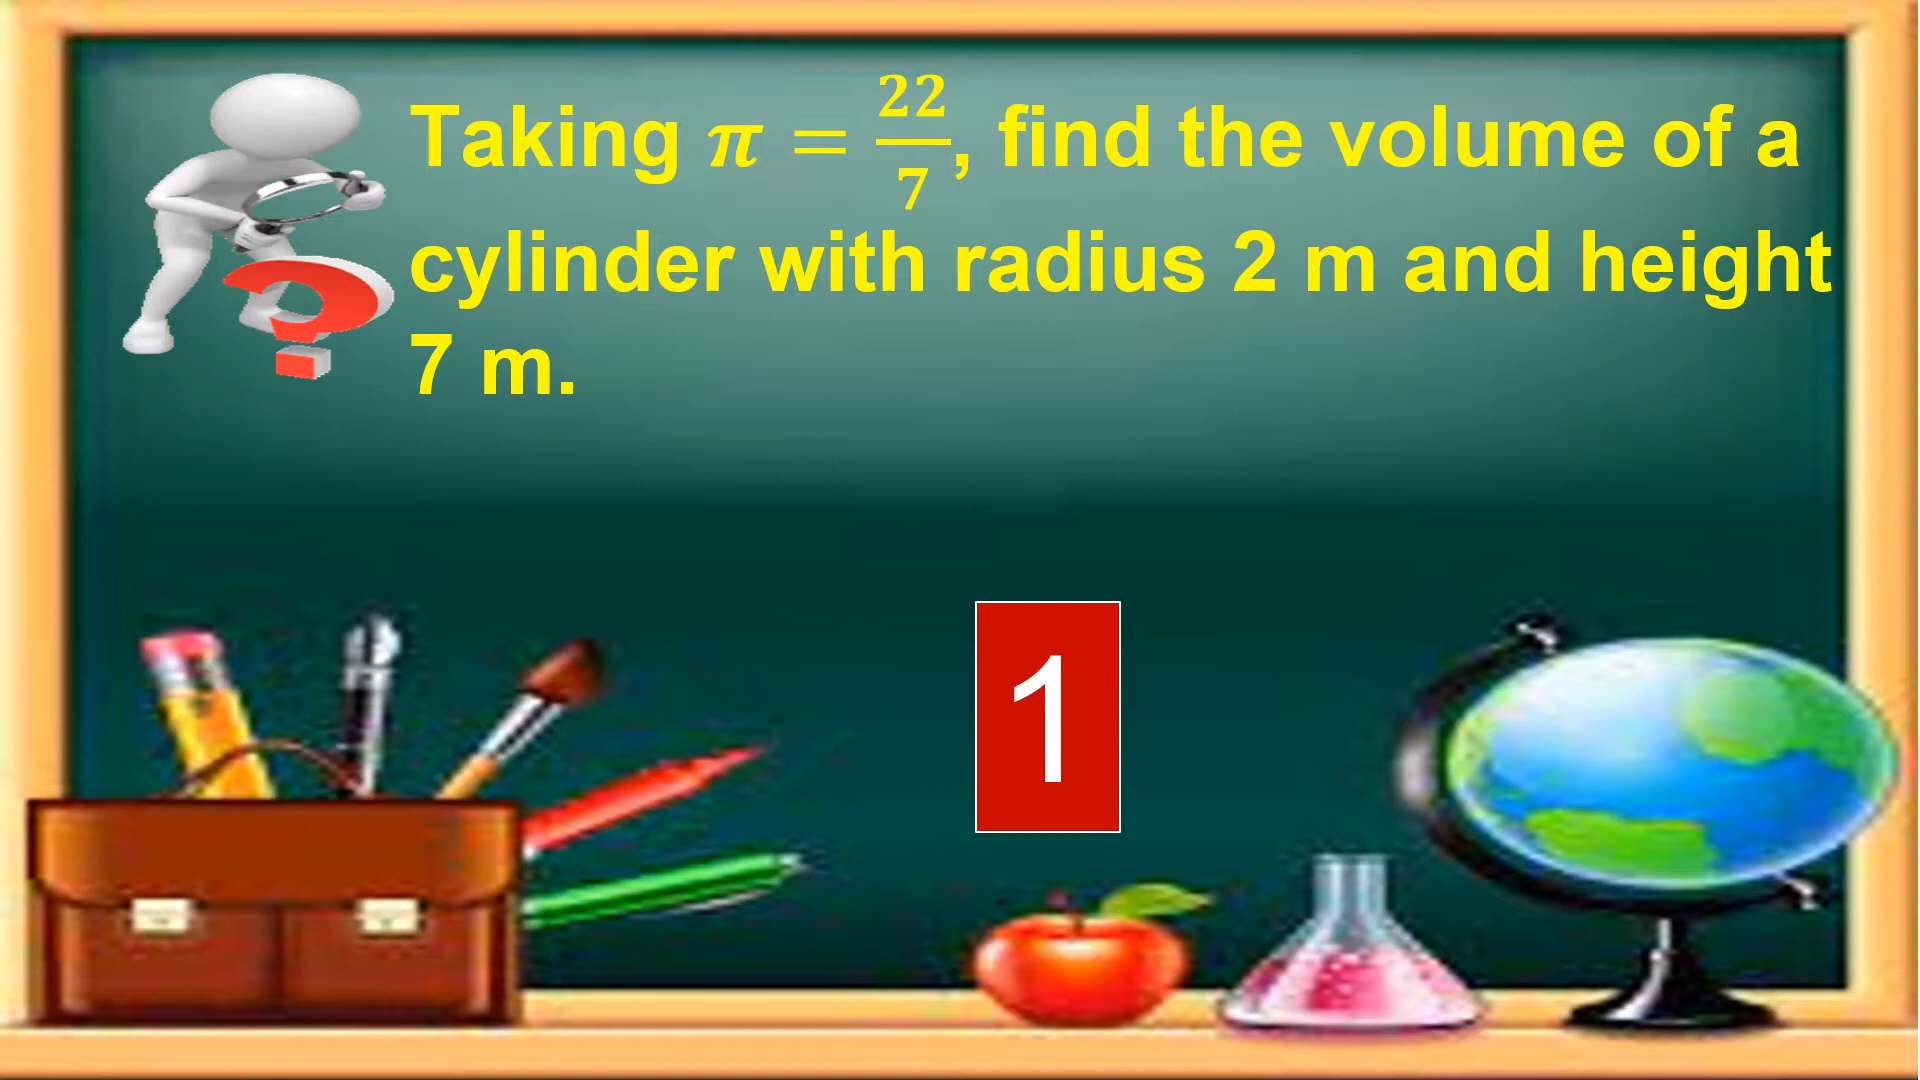 Taking π = 22/7, find the volume of a
cylinder with radius 2 m and height
7 m.
1